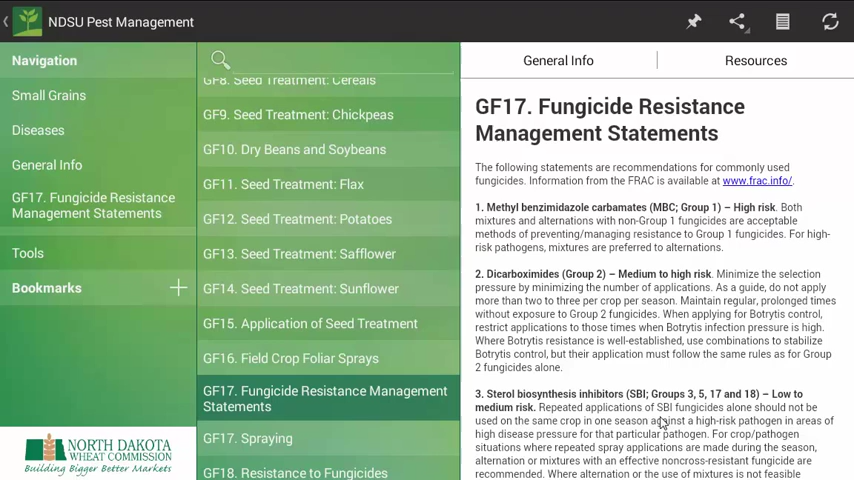 NDSU Pest Management
Navigation
Small Grains
Diseases
General Info
GF17. Fungicide Resistance
Management Statements
Tools
Bookmarks
NORTH DAKOTA
WHEAT COMMISSION
Building Bigger Better Markets
GF8. Seed Treatment: Cereals
GF9. Seed Treatment: Chickpeas
GF10. Dry Beans and Soybeans
GF11. Seed Treatment: Flax
GF12. Seed Treatment: Potatoes
GF13. Seed Treatment: Safflower
GF14. Seed Treatment: Sunflower
GF15. Application of Seed Treatment
GF16. Field Crop Foliar Sprays
GF17. Fungicide Resistance Management
Statements
GF17. Spraying
GF18. Resistance to Fungicides
General Info
Resources
GF17. Fungicide Resistance
Management Statements
The following statements are recommendations for commonly used
fungicides. Information from the FRAC is available at www.frac.info/.
1. Methyl benzimidazole carbamates (MBC; Group 1) – High risk. Both
mixtures and alternations with non-Group 1 fungicides are acceptable
methods of preventing/managing resistance to Group 1 fungicides. For high-
risk pathogens, mixtures are preferred to alternations.
2. Dicarboximides (Group 2) – Medium to high risk. Minimize the selection
pressure by minimizing the number of applications. As a guide, do not apply
more than two to three per crop per season. Maintain regular, prolonged times
without exposure to Group 2 fungicides. When applying for Botrytis control,
restrict applications to those times when Botrytis infection pressure is high.
Where Botrytis resistance is well-established, use combinations to stabilize
Botrytis control, but their application must follow the same rules as for Group
2 fungicides alone.
3. Sterol biosynthesis inhibitors (SBI; Groups 3, 5, 17 and 18) – Low to
medium risk. Repeated applications of SBI fungicides alone should not be
used on the same crop in one season against a high-risk pathogen in areas of
high disease pressure for that particular pathogen. For crop/pathogen
situations where repeated spray applications are made during the season,
alternation or mixtures with an effective noncross-resistant fungicide are
recommended. Where alternation or the use of mixtures is not feasible